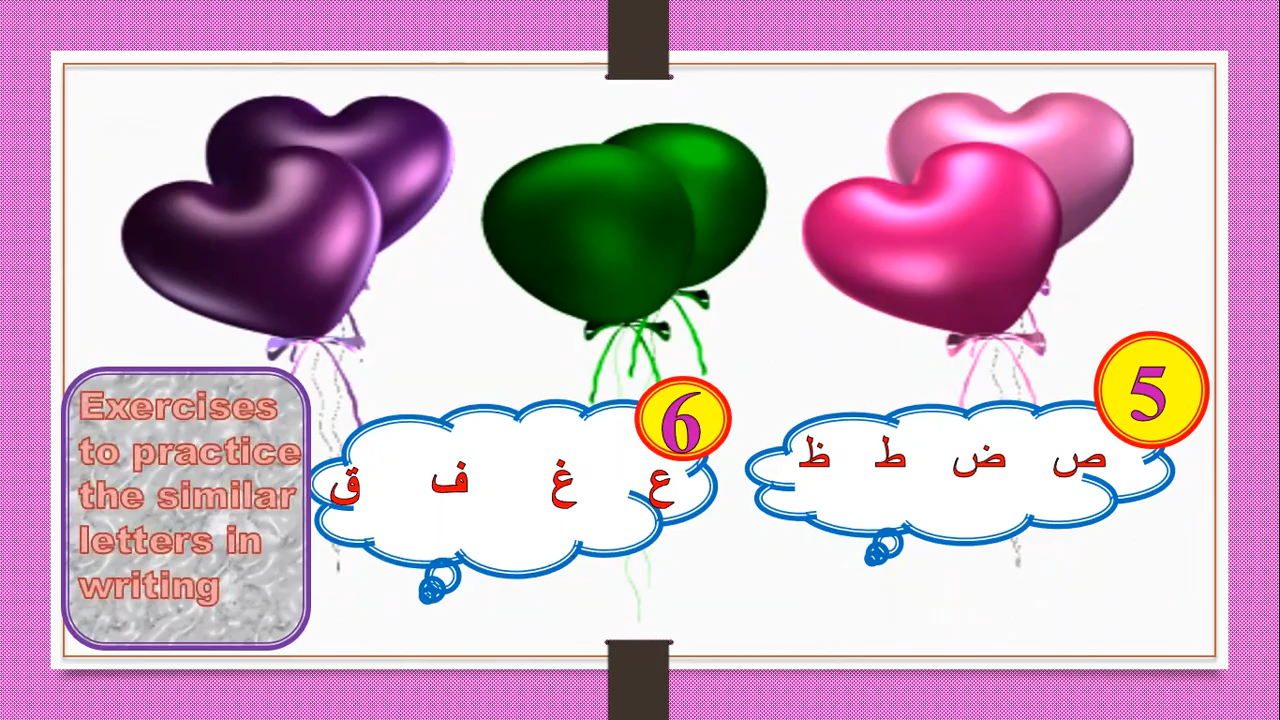 5
ص ض ط ظ
6
ع غ ف ق
Exercises
to practice
the similar
letters in
writing